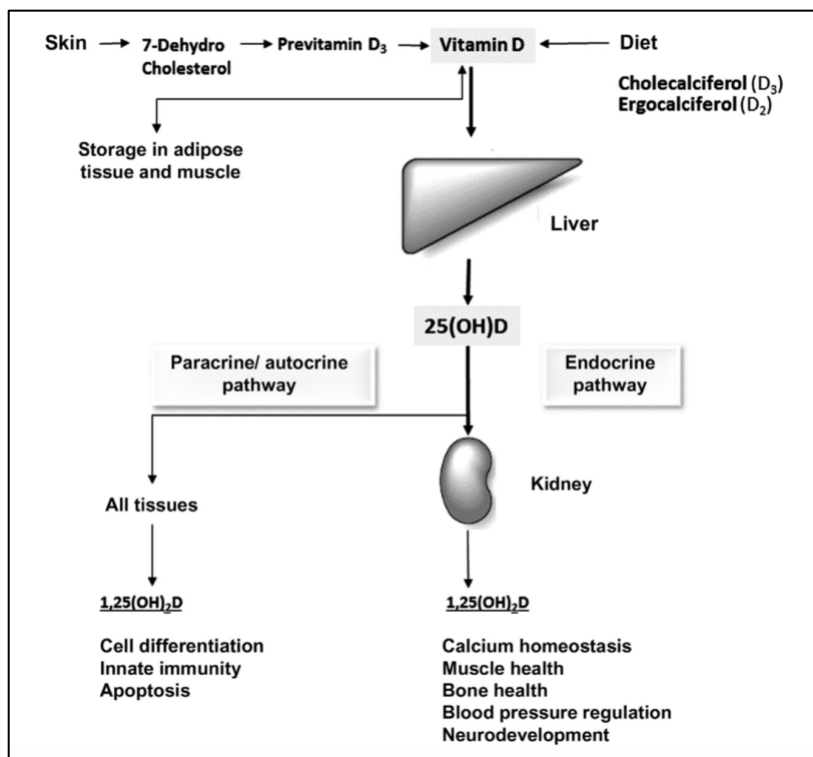 Skin
7-Dehydro
Cholesterol
Previtamin D₃
Vitamin D
Diet
Cholecalciferol (D₃)
Ergocalciferol (D₂)
Storage in adipose
tissue and muscle
Liver
25(OH)D
Paracrine/ autocrine
pathway
Endocrine
pathway
All tissues
Kidney
1,25(OH)₂D
Cell differentiation
Innate immunity
Apoptosis
1,25(OH)₂D
Calcium homeostasis
Muscle health
Bone health
Blood pressure regulation
Neurodevelopment